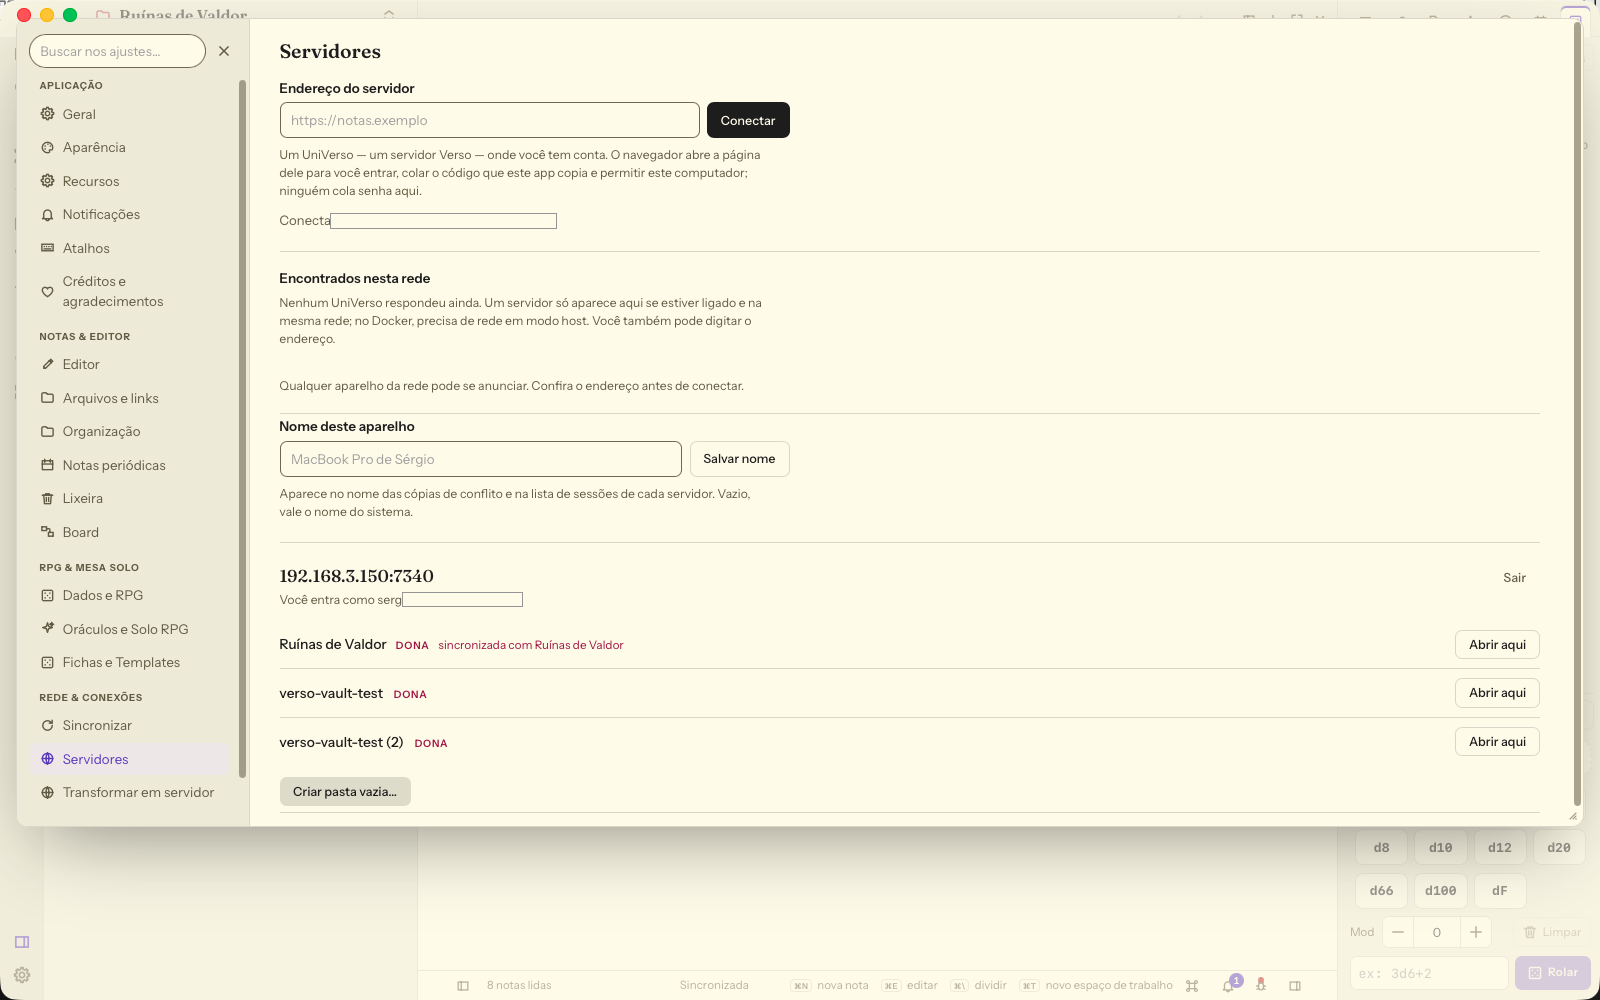 Ruínas de Valdor
Buscar nos ajustes...
APLICAÇÃO
Geral
Aparência
Recursos
Notificações
Atalhos
Créditos e
agradecimentos
NOTAS & EDITOR
Editor
Arquivos e links
Organização
Notas periódicas
Lixeira
Board
RPG & MESA SOLO
Dados e RPG
Oráculos e Solo RPG
Fichas e Templates
REDE & CONEXÕES
Sincronizar
Servidores
Transformar em servidor
Servidores
Endereço do servidor
https://notas.exemplo
Conectar
Um UniVerso — um servidor Verso — onde você tem conta. O navegador abre a página
dele para você entrar, colar o código que este app copia e permitir este computador;
ninguém cola senha aqui.
Conecta
Encontrados nesta rede
Nenhum UniVerso respondeu ainda. Um servidor só aparece aqui se estiver ligado e na
mesma rede; no Docker, precisa de rede em modo host. Você também pode digitar o
endereço.
Qualquer aparelho da rede pode se anunciar. Confira o endereço antes de conectar.
Nome deste aparelho
MacBook Pro de Sérgio
Salvar nome
Aparece no nome das cópias de conflito e na lista de sessões de cada servidor. Vazio,
vale o nome do sistema.
192.168.3.150:7340
Sair
Você entra como serg
Ruínas de Valdor DONA sincronizada com Ruínas de Valdor
Abrir aqui
verso-vault-test DONA
Abrir aqui
verso-vault-test (2) DONA
Abrir aqui
Criar pasta vazia...
d8 d10 d12 d20
d66 d100 dF
Mod 0 Limpar
ex: 3d6+2 Rolar
8 notas lidas
Sincronizada
⌘N nova nota ⌘E editar ⌘\ dividir ⌘T novo espaço de trabalho
1